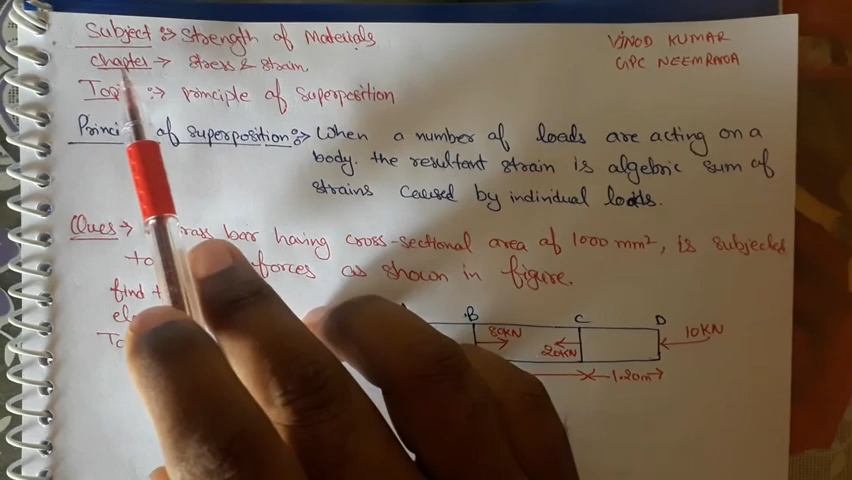 Subject :→ Strength of Materials
VINOD KUMAR
Chapter → Stress & Strain,
GPC NEEMRANA
:→ principle of superposition
of superposition :→ When a number of loads are acting on a
body. the resultant strain is algebric sum of
strains caused by individual loads.
Ques → bar having cross-sectional area of 1000 mm², is subjected
to forces as shown in figure.
find
B C D
80KN 20KN 10KN
1.20m